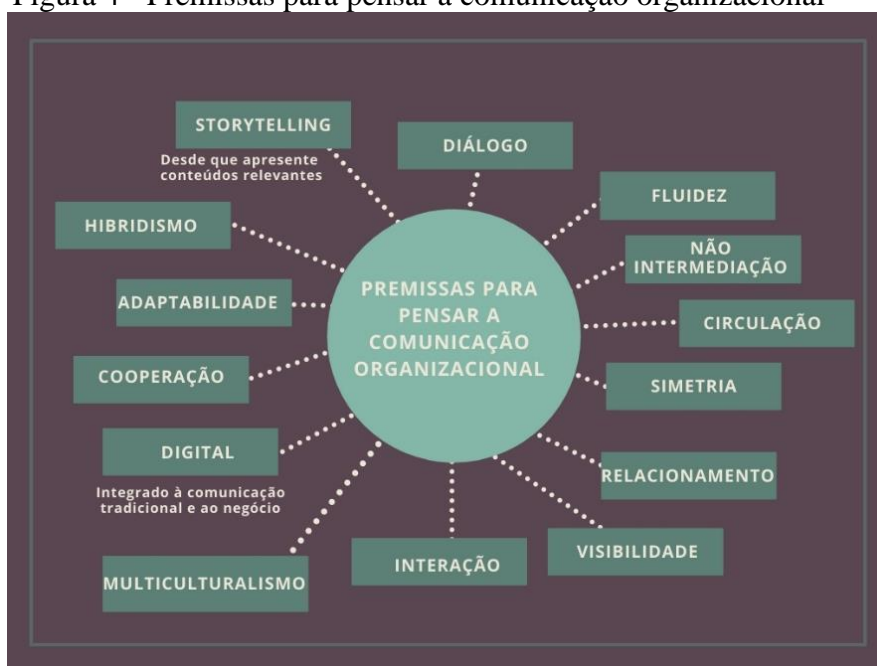 Figura 4 - Premissas para pensar a comunicação organizacional
STORYTELLING
Desde que apresente
conteúdos relevantes
DIÁLOGO
FLUIDEZ
HIBRIDISMO
NÃO
INTERMEDIAÇÃO
ADAPTABILIDADE
PREMISSAS PARA
PENSAR A
COMUNICAÇÃO
ORGANIZACIONAL
CIRCULAÇÃO
COOPERAÇÃO
SIMETRIA
DIGITAL
Integrado à comunicação
tradicional e ao negócio
RELACIONAMENTO
VISIBILIDADE
INTERAÇÃO
MULTICULTURALISMO